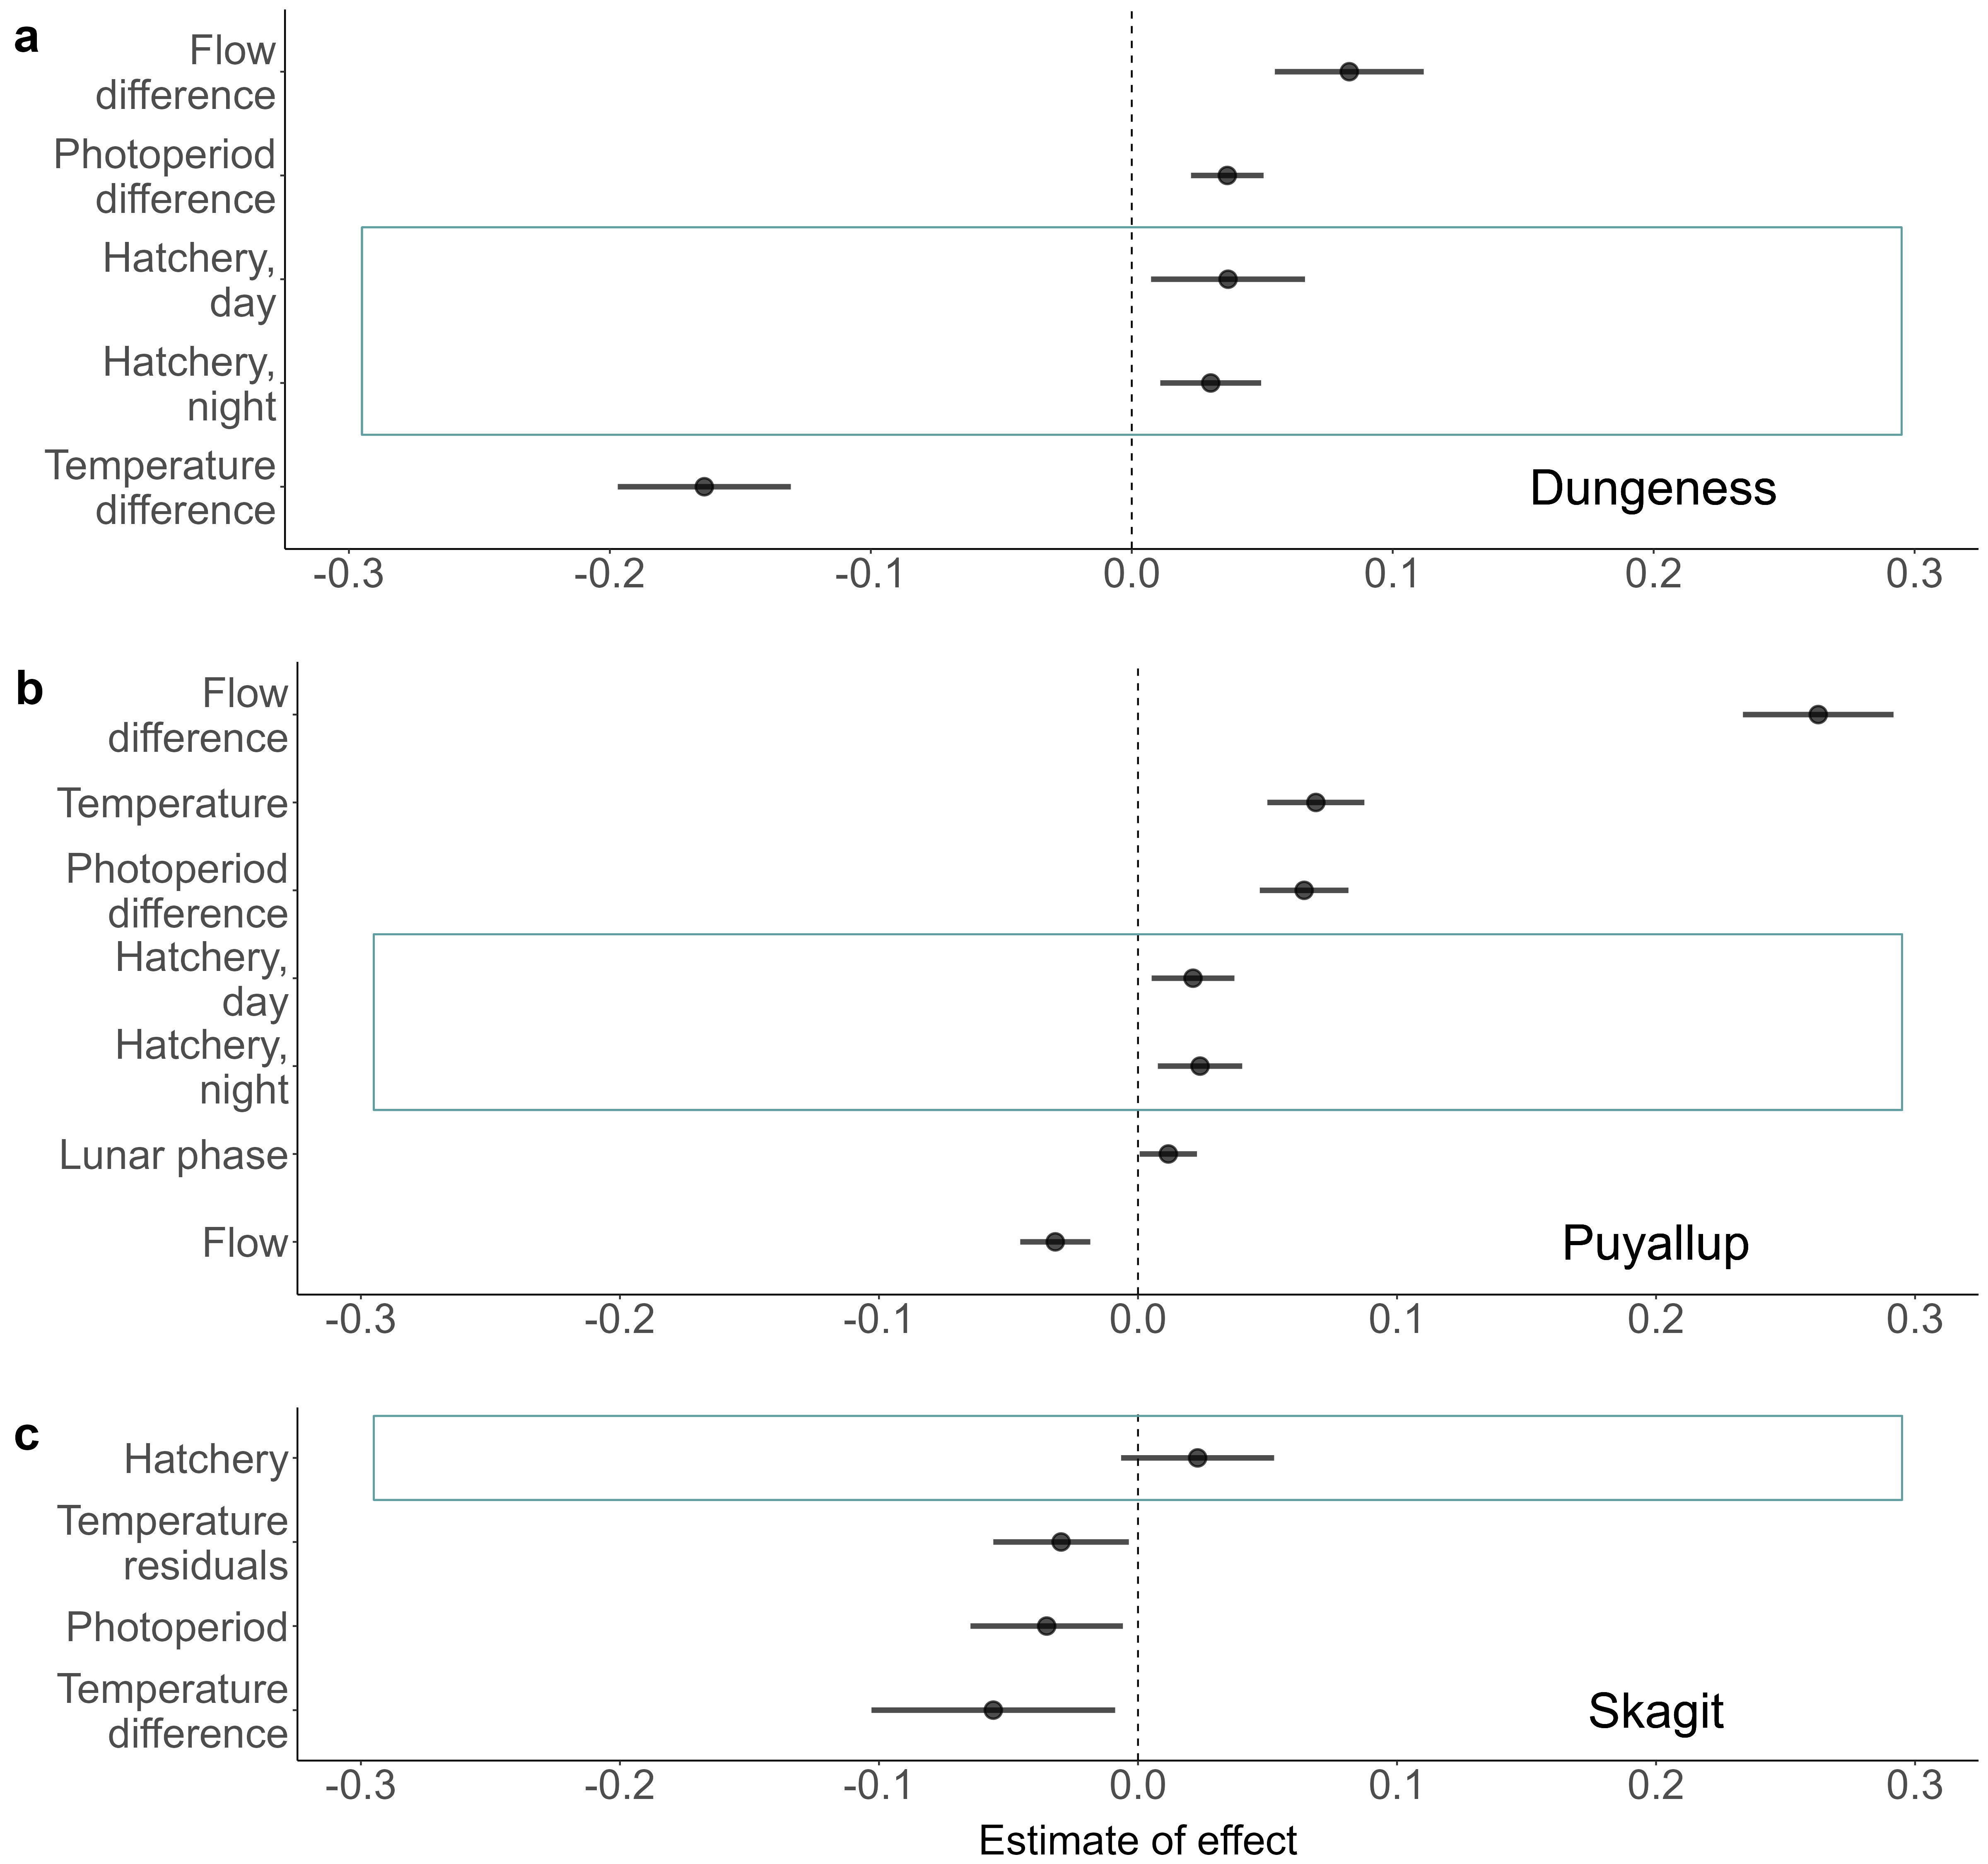 a
Flow
difference
Photoperiod
difference
Hatchery,
day
Hatchery,
night
Temperature
difference
Dungeness
-0.3 -0.2 -0.1 0.0 0.1 0.2 0.3
b
Flow
difference
Temperature
Photoperiod
difference
Hatchery,
day
Hatchery,
night
Lunar phase
Flow
Puyallup
-0.3 -0.2 -0.1 0.0 0.1 0.2 0.3
c
Hatchery
Temperature
residuals
Photoperiod
Temperature
difference
Skagit
-0.3 -0.2 -0.1 0.0 0.1 0.2 0.3
Estimate of effect